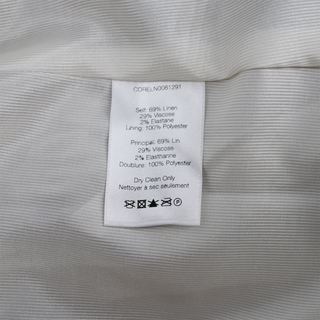 CORELN0081291
Self: 69% Linen
29% Viscose
2% Elastane
Lining: 100% Polyester
Principal: 69% Lin
29% Viscose
2% Elasthanne
Doublure: 100% Polyester
Dry Clean Only
Nettoyer à sec seulement